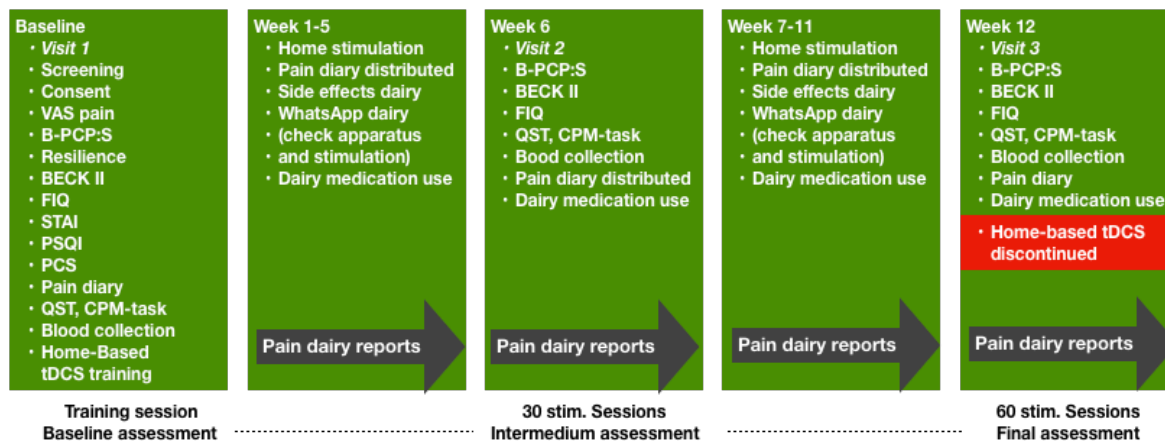 Baseline
• Visit 1
• Screening
• Consent
• VAS pain
• B-PCP:S
• Resilience
• BECK II
• FIQ
• STAI
• PSQI
• PCS
• Pain diary
• QST, CPM-task
• Blood collection
• Home-Based
tDCS training
Week 1-5
• Home stimulation
• Pain diary distributed
• Side effects dairy
• WhatsApp dairy
• (check apparatus
• and stimulation)
• Dairy medication use
Pain dairy reports
Week 6
• Visit 2
• B-PCP:S
• BECK II
• FIQ
• QST, CPM-task
• Bood collection
• Pain diary distributed
• Dairy medication use
Pain dairy reports
Week 7-11
• Home stimulation
• Pain diary distributed
• Side effects dairy
• WhatsApp dairy
• (check apparatus
• and stimulation)
• Dairy medication use
Pain dairy reports
Week 12
• Visit 3
• B-PCP:S
• BECK II
• FIQ
• QST, CPM-task
• Blood collection
• Pain diary
• Dairy medication use
• Home-based tDCS
discontinued
Pain dairy reports
Training session
Baseline assessment
30 stim. Sessions
Intermedium assessment
60 stim. Sessions
Final assessment